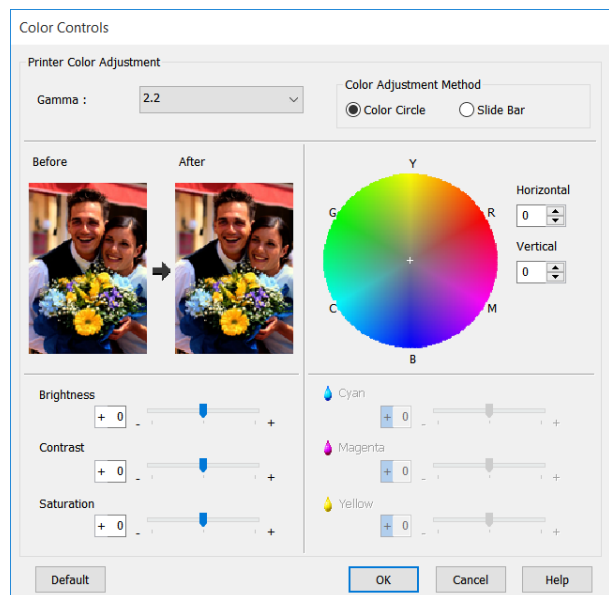 Color Controls
Printer Color Adjustment
Gamma :
2.2
Color Adjustment Method
Color Circle
Slide Bar
Before
After
Y
G
R
C
M
B
Horizontal
0
Vertical
0
Brightness
+ 0
- +
Contrast
+ 0
- +
Saturation
+ 0
- +
Cyan
+ 0
- +
Magenta
+ 0
- +
Yellow
+ 0
- +
Default
OK
Cancel
Help